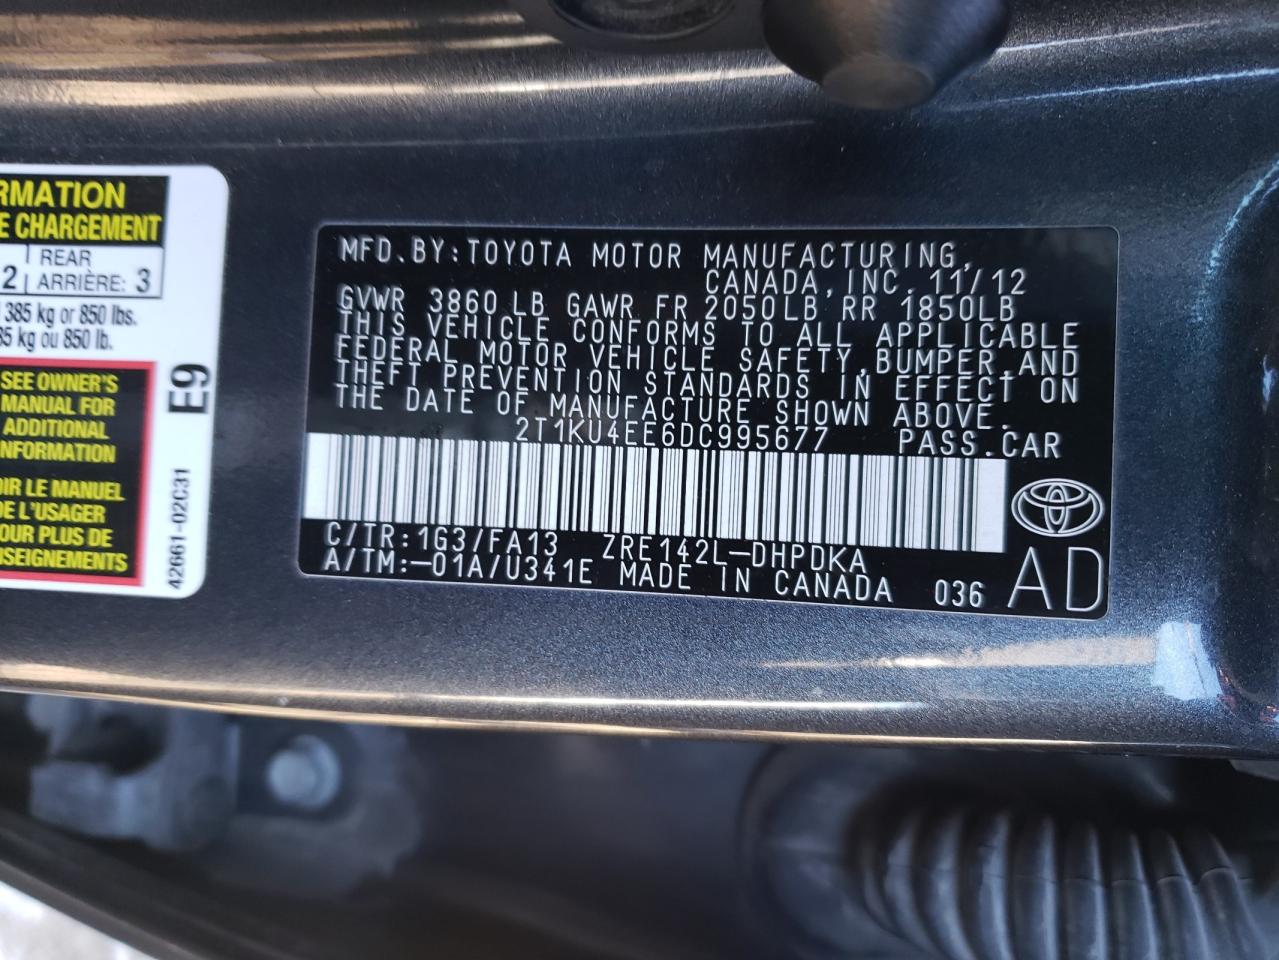 RMATION
E CHARGEMENT
2 REAR
ARRIÈRE: 3
385 kg or 850 lbs.
85 kg ou 850 lb.
SEE OWNER'S
MANUAL FOR
ADDITIONAL
INFORMATION
OIR LE MANUEL
DE L'USAGER
POUR PLUS DE
NSEIGNEMENTS
E9
42661-02C31
MFD.BY:TOYOTA MOTOR MANUFACTURING,
CANADA,INC. 11/12
GVWR 3860 LB GAWR FR 2050LB RR 1850LB
THIS VEHICLE CONFORMS TO ALL APPLICABLE
FEDERAL MOTOR VEHICLE SAFETY,BUMPER,AND
THEFT PREVENTION STANDARDS IN EFFECT ON
THE DATE OF MANUFACTURE SHOWN ABOVE.
2T1KU4EE6DC995677 PASS.CAR
C/TR:1G3/FA13 ZRE142L-DHPDKA
A/TM:-01A/U341E MADE IN CANADA 036 AD